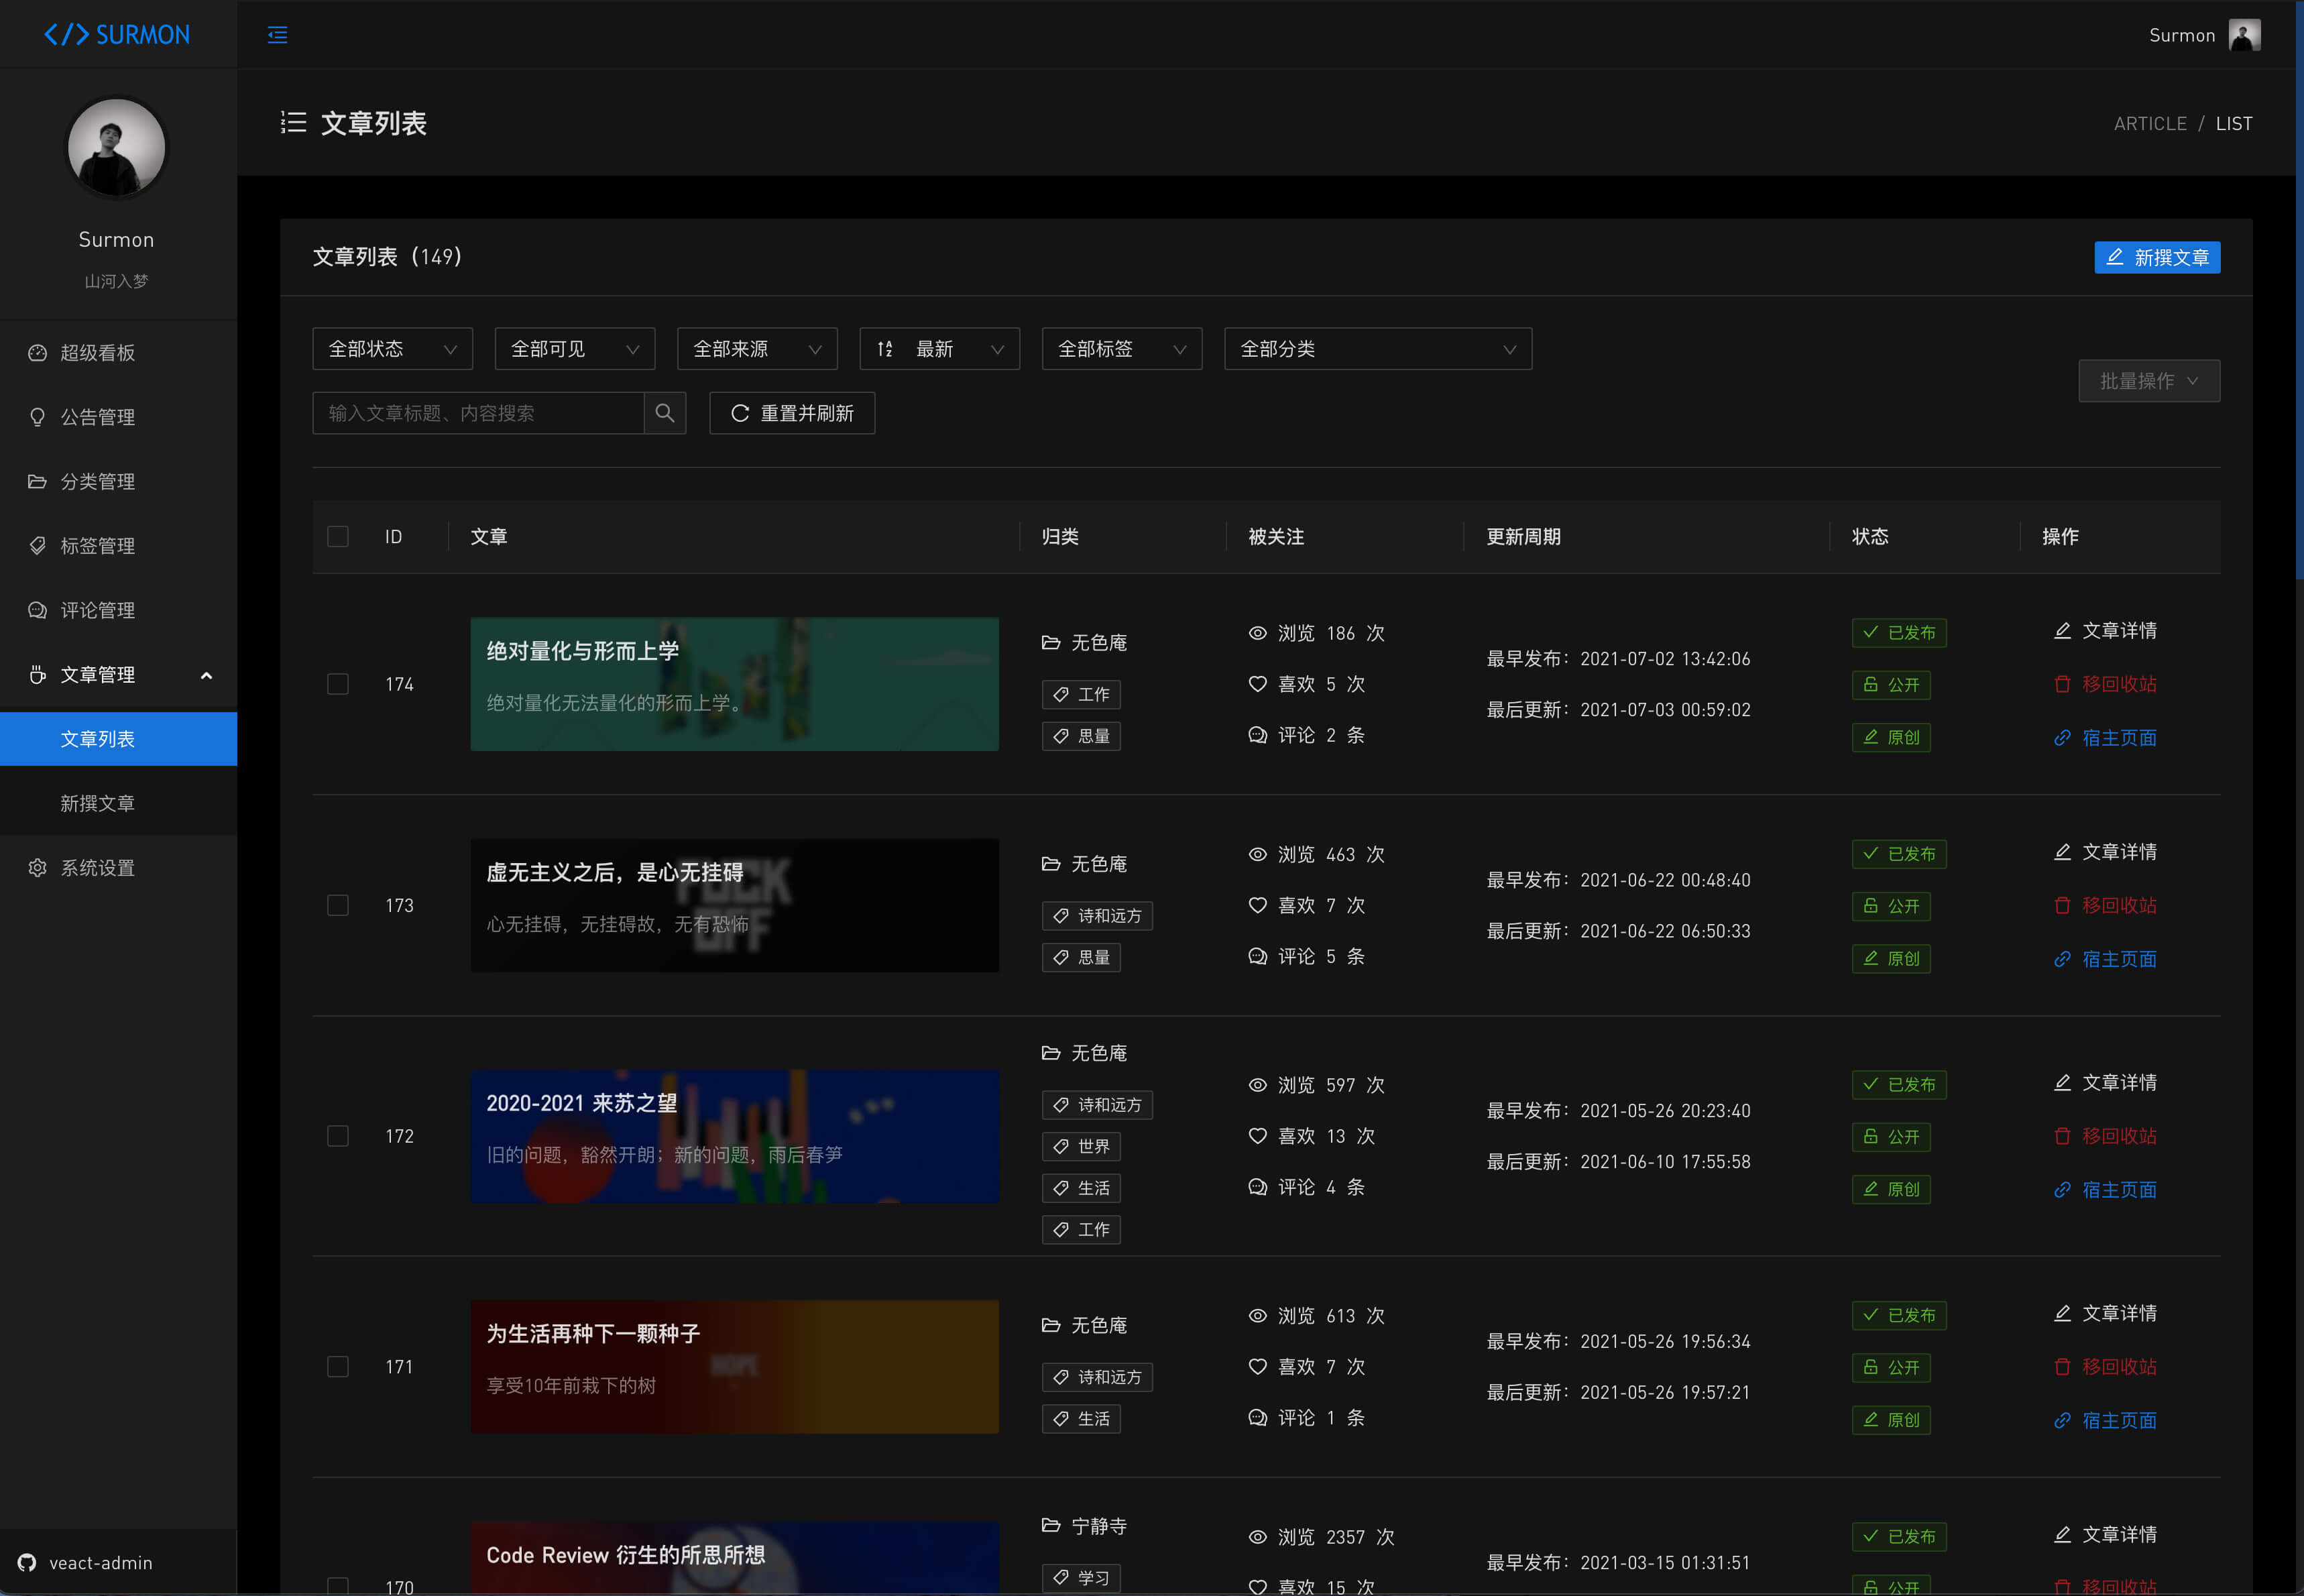 </> SURMON
Surmon
文章列表
ARTICLE / LIST
Surmon
山河入梦
超级看板
公告管理
分类管理
标签管理
评论管理
文章管理
文章列表
新撰文章
系统设置
veact-admin
文章列表（149）
新撰文章
全部状态
全部可见
全部来源
最新
全部标签
全部分类
批量操作
输入文章标题、内容搜索
重置并刷新
ID
文章
归类
被关注
更新周期
状态
操作
174
绝对量化与形而上学
绝对量化无法量化的形而上学。
无色庵
工作
思量
浏览 186 次
喜欢 5 次
评论 2 条
最早发布：2021-07-02 13:42:06
最后更新：2021-07-03 00:59:02
已发布
公开
原创
文章详情
移回收站
宿主页面
173
虚无主义之后，是心无挂碍
心无挂碍，无挂碍故，无有恐怖
FUCK
OFF
无色庵
诗和远方
思量
浏览 463 次
喜欢 7 次
评论 5 条
最早发布：2021-06-22 00:48:40
最后更新：2021-06-22 06:50:33
已发布
公开
原创
文章详情
移回收站
宿主页面
172
2020-2021 来苏之望
旧的问题，豁然开朗；新的问题，雨后春笋
无色庵
诗和远方
世界
生活
工作
浏览 597 次
喜欢 13 次
评论 4 条
最早发布：2021-05-26 20:23:40
最后更新：2021-06-10 17:55:58
已发布
公开
原创
文章详情
移回收站
宿主页面
171
为生活再种下一颗种子
享受10年前栽下的树
HOPE
无色庵
诗和远方
生活
浏览 613 次
喜欢 7 次
评论 1 条
最早发布：2021-05-26 19:56:34
最后更新：2021-05-26 19:57:21
已发布
公开
原创
文章详情
移回收站
宿主页面
170
Code Review 衍生的所思所想
宁静寺
学习
浏览 2357 次
喜欢 15 次
最早发布：2021-03-15 01:31:51
已发布
公开
文章详情
移回收站